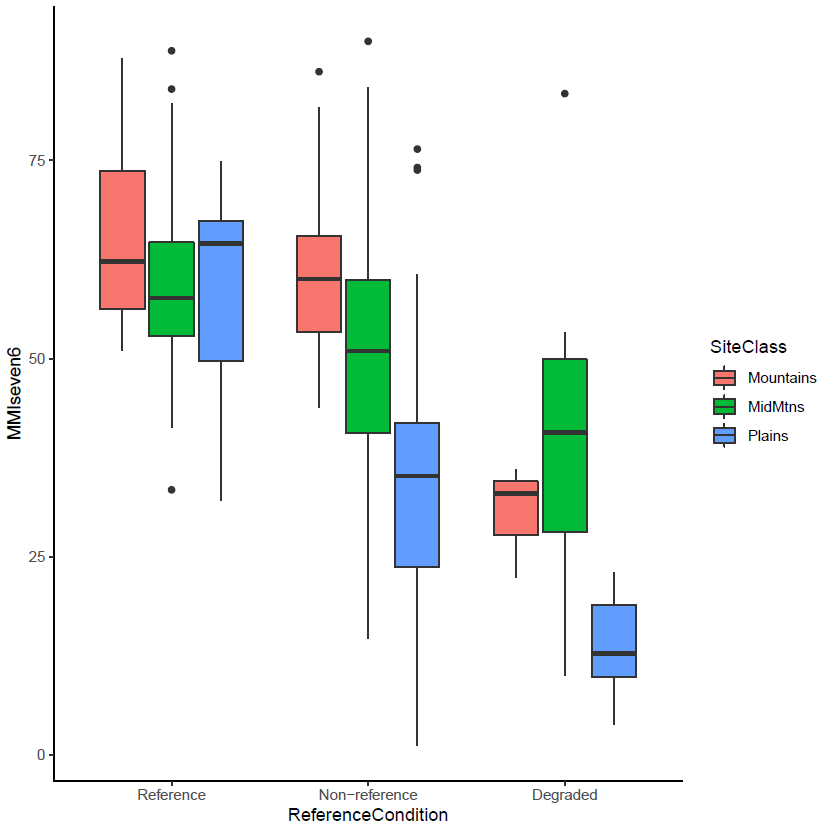 MMIseven6
75
50
25
0
Reference Non−reference Degraded
ReferenceCondition
SiteClass
Mountains
MidMtns
Plains